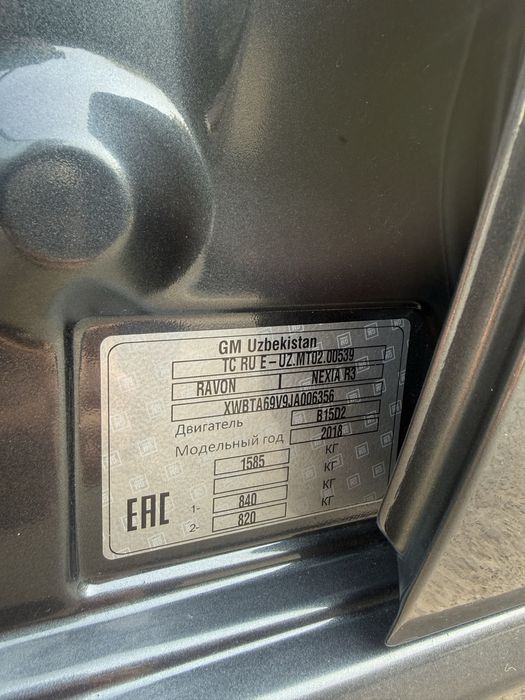 GM Uzbekistan
TC RU E-UZ.MT02.00539
RAVON NEXIA R3
XWBTA69V9JA006356
Двигатель B15D2
Модельный год 2018
1585 КГ
КГ
1- 840 КГ
2- 820 КГ
EAC